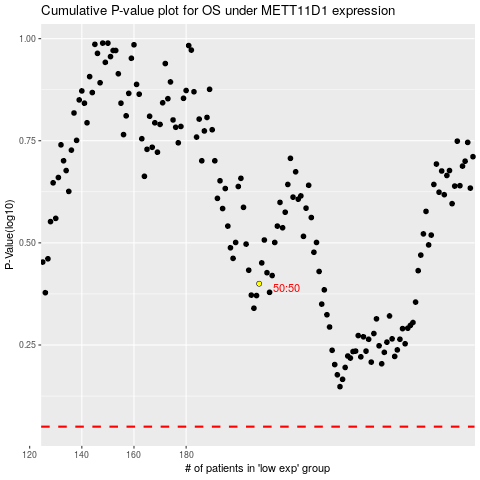 Cumulative P-value plot for OS under METT11D1 expression
1.00
0.75
0.50
0.25
P-Value(log10)
50:50
120 140 160 180
# of patients in 'low exp' group